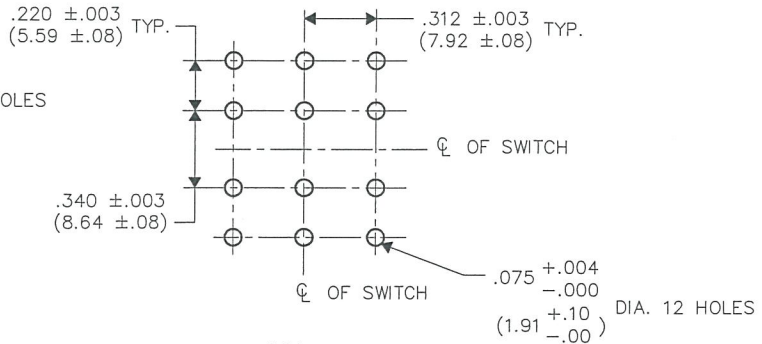 .220 ±.003
(5.59 ±.08) TYP.
.312 ±.003
(7.92 ±.08) TYP.
OLES
℄ OF SWITCH
.340 ±.003
(8.64 ±.08)
℄ OF SWITCH
.075 +.004
-.000
DIA. 12 HOLES
(1.91 +.10
-.00 )